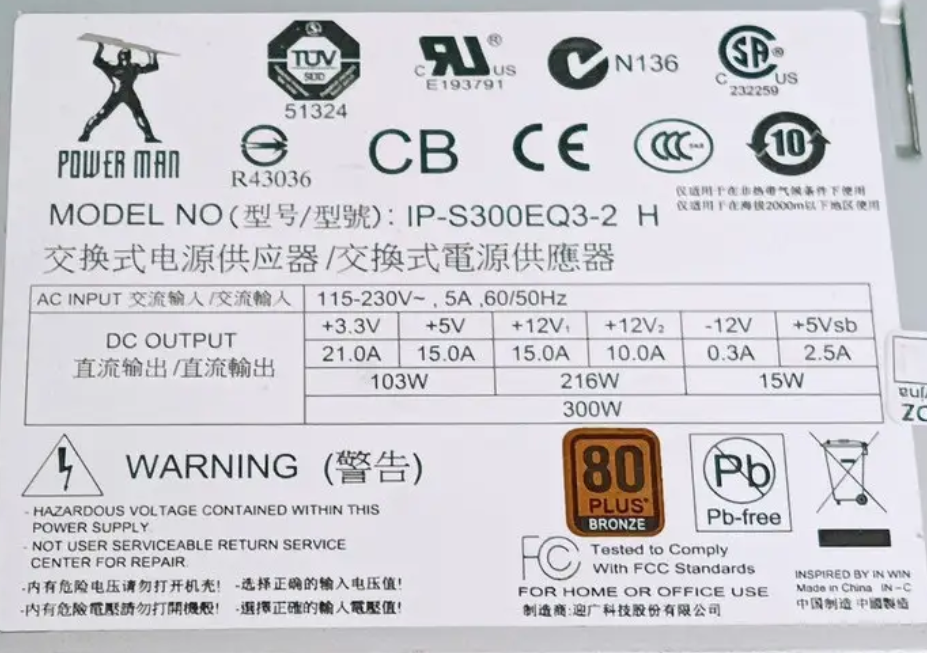 POWER MAN
TUV
SUD
51324
RU®
C US
E193791
N136
SA®
C US
232259
R43036
CB
CE
CCC
10
仅适用于在非热带气候条件下使用
仅适用于在海拔2000m以下地区使用
MODEL NO(型号/型號): IP-S300EQ3-2 H
交换式电源供应器/交換式電源供應器
AC INPUT 交流输入/交流輸入 115-230V~ , 5A ,60/50Hz
DC OUTPUT
直流输出/直流輸出
+3.3V +5V +12V₁ +12V₂ -12V +5Vsb
21.0A 15.0A 15.0A 10.0A 0.3A 2.5A
103W 216W 15W
300W
WARNING (警告)
- HAZARDOUS VOLTAGE CONTAINED WITHIN THIS
POWER SUPPLY
- NOT USER SERVICEABLE RETURN SERVICE
CENTER FOR REPAIR.
-内有危险电压请勿打开机壳! -选择正确的输入电压值!
-内有危險電壓請勿打開機殼! -選擇正確的輸入電壓值!
80
PLUS
BRONZE
Pb
Pb-free
FC Tested to Comply
With FCC Standards
FOR HOME OR OFFICE USE
制造商:迎广科技股份有限公司
INSPIRED BY IN WIN
Made in China IN-C
中国制造 中國製造